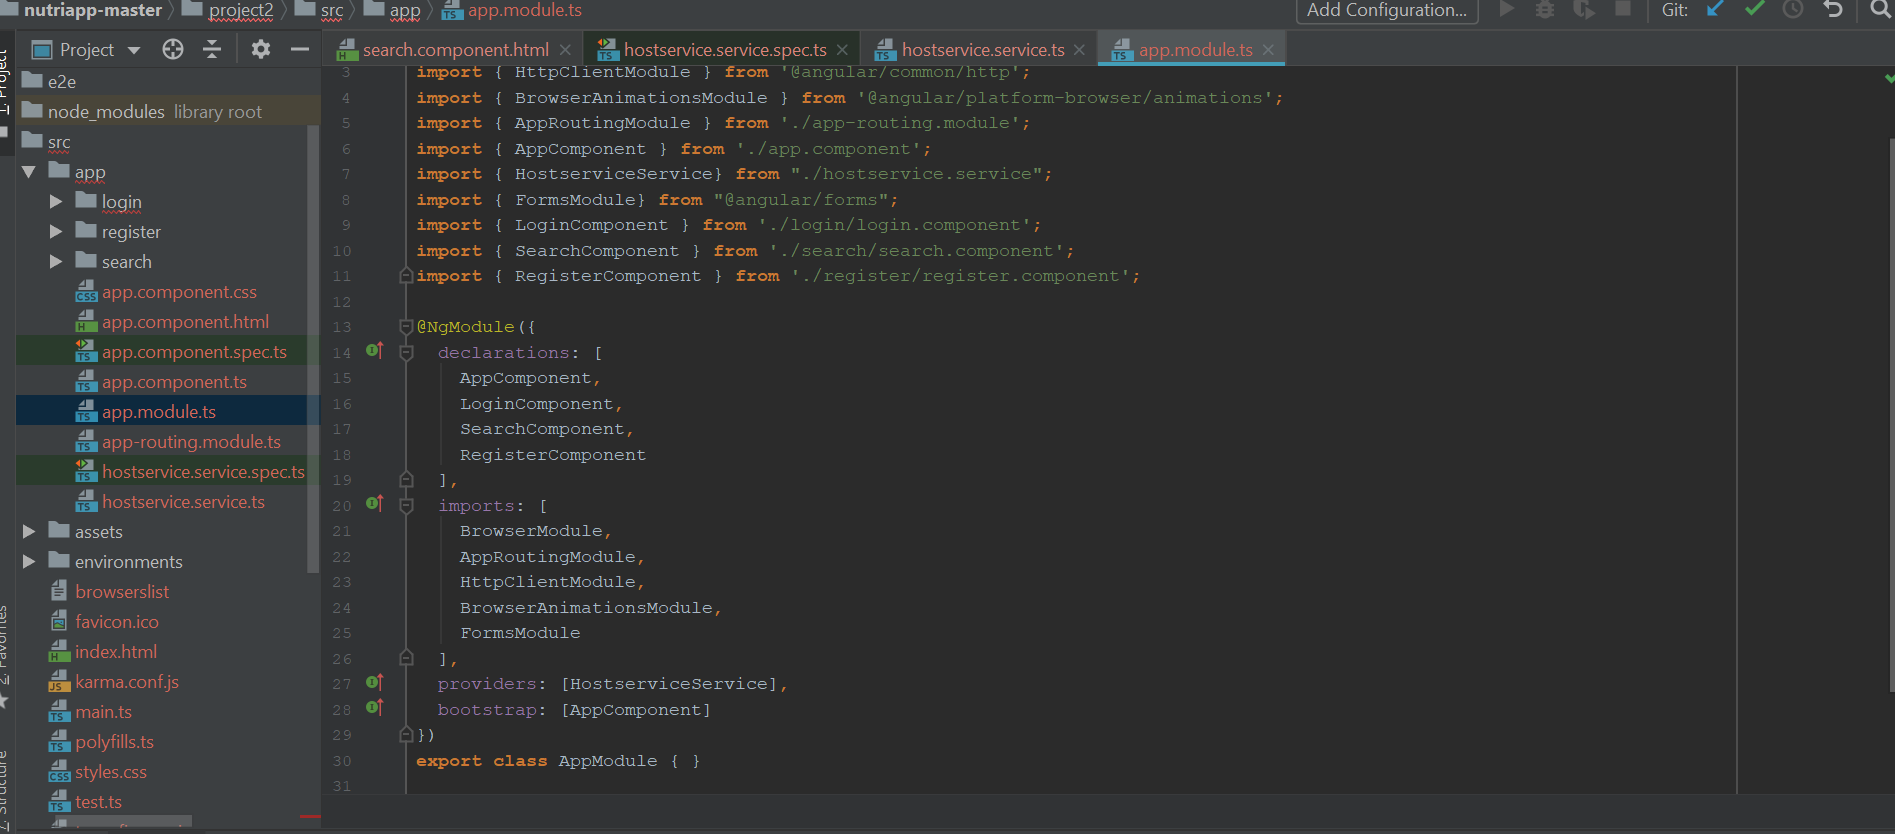 nutriapp-master project2 src app app.module.ts Add Configuration... Git:
Project
search.component.html hostservice.service.spec.ts hostservice.service.ts app.module.ts
1: Project
2: Favorites
7: Structure
e2e
node_modules library root
src
app
login
register
search
app.component.css
app.component.html
app.component.spec.ts
app.component.ts
app.module.ts
app-routing.module.ts
hostservice.service.spec.ts
hostservice.service.ts
assets
environments
browserslist
favicon.ico
index.html
karma.conf.js
main.ts
polyfills.ts
styles.css
test.ts
3 import { HttpClientModule } from '@angular/common/http';
4 import { BrowserAnimationsModule } from '@angular/platform-browser/animations';
5 import { AppRoutingModule } from './app-routing.module';
6 import { AppComponent } from './app.component';
7 import { HostserviceService} from "./hostservice.service";
8 import { FormsModule} from "@angular/forms";
9 import { LoginComponent } from './login/login.component';
10 import { SearchComponent } from './search/search.component';
11 import { RegisterComponent } from './register/register.component';
12
13 @NgModule({
14 declarations: [
15 AppComponent,
16 LoginComponent,
17 SearchComponent,
18 RegisterComponent
19 ],
20 imports: [
21 BrowserModule,
22 AppRoutingModule,
23 HttpClientModule,
24 BrowserAnimationsModule,
25 FormsModule
26 ],
27 providers: [HostserviceService],
28 bootstrap: [AppComponent]
29 })
30 export class AppModule { }
31